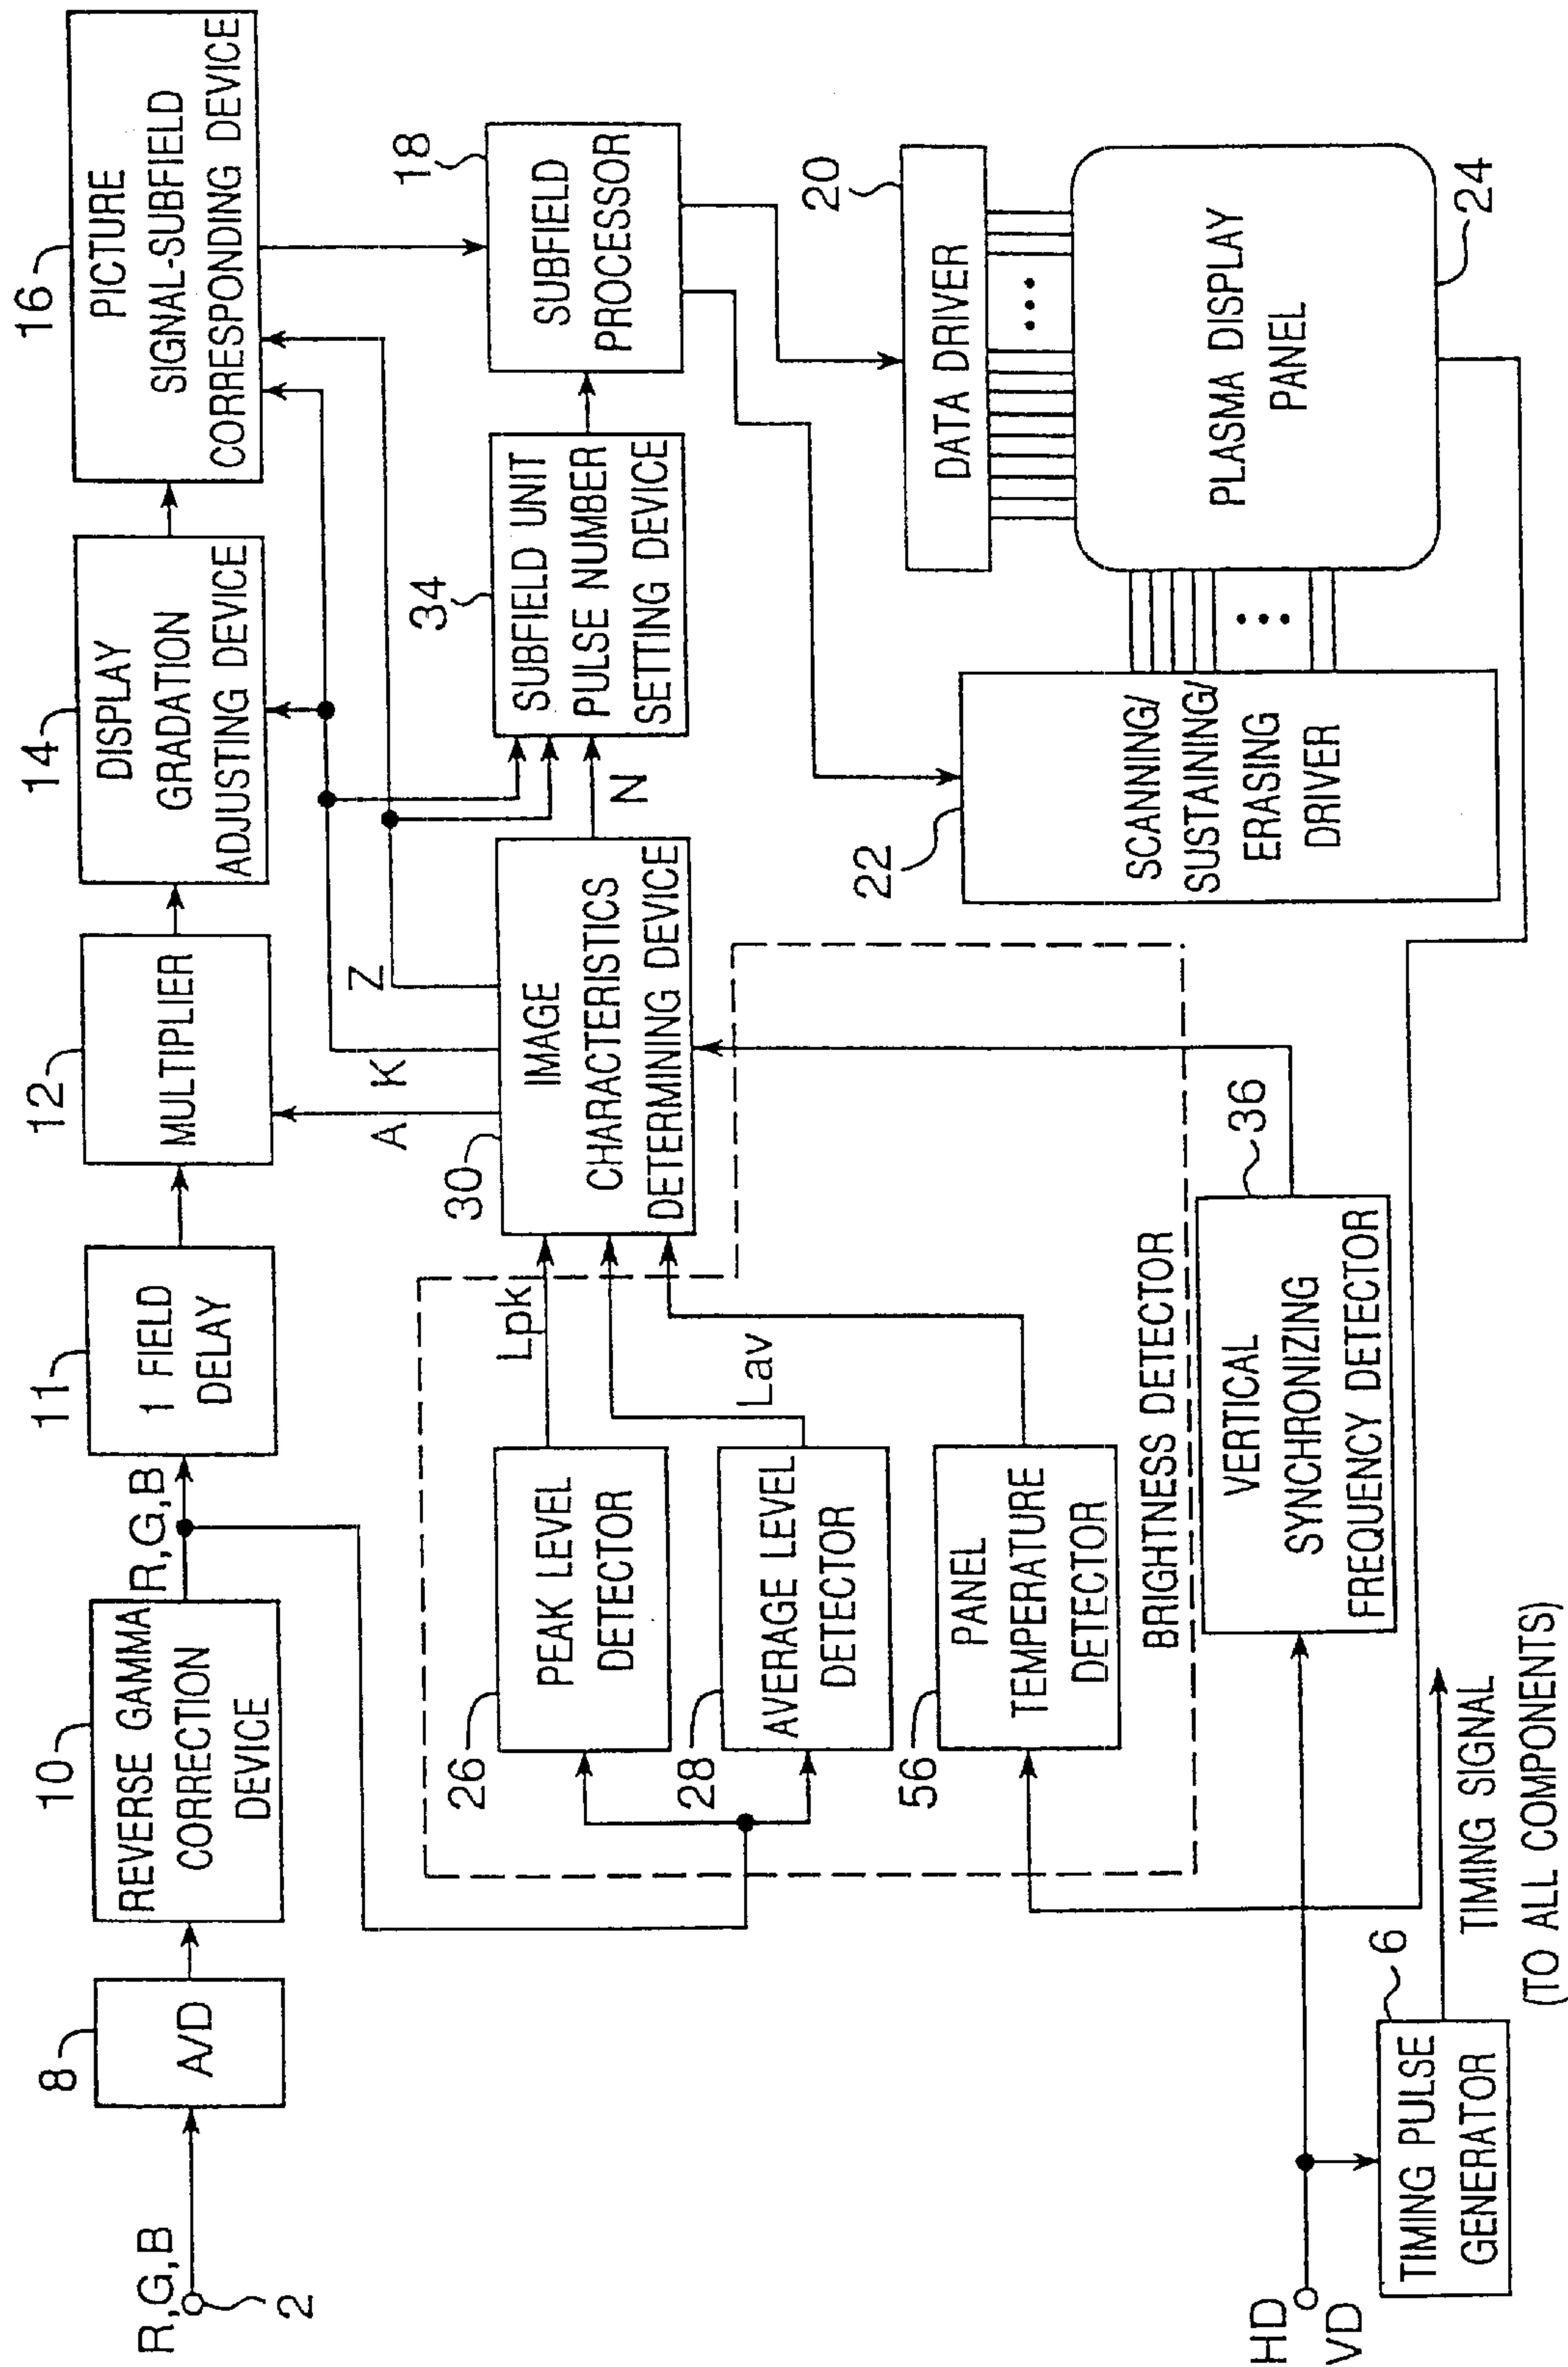 R,G,B
2
8
A/D
10
REVERSE GAMMA
CORRECTION
DEVICE
R,G,B
11
1 FIELD
DELAY
12
MULTIPLIER
14
DISPLAY
GRADATION
ADJUSTING DEVICE
16
PICTURE
SIGNAL-SUBFIELD
CORRESPONDING DEVICE
26
PEAK LEVEL
DETECTOR
Lpk
28
AVERAGE LEVEL
DETECTOR
Lav
56
PANEL
TEMPERATURE
DETECTOR
BRIGHTNESS DETECTOR
30
IMAGE
CHARACTERISTICS
DETERMINING DEVICE
A
K
Z
N
34
SUBFIELD UNIT
PULSE NUMBER
SETTING DEVICE
18
SUBFIELD
PROCESSOR
20
DATA DRIVER
22
SCANNING/
SUSTAINING/
ERASING
DRIVER
PLASMA DISPLAY
PANEL
24
36
VERTICAL
SYNCHRONIZING
FREQUENCY DETECTOR
HD
VD
6
TIMING PULSE
GENERATOR
TIMING SIGNAL
(TO ALL COMPONENTS)